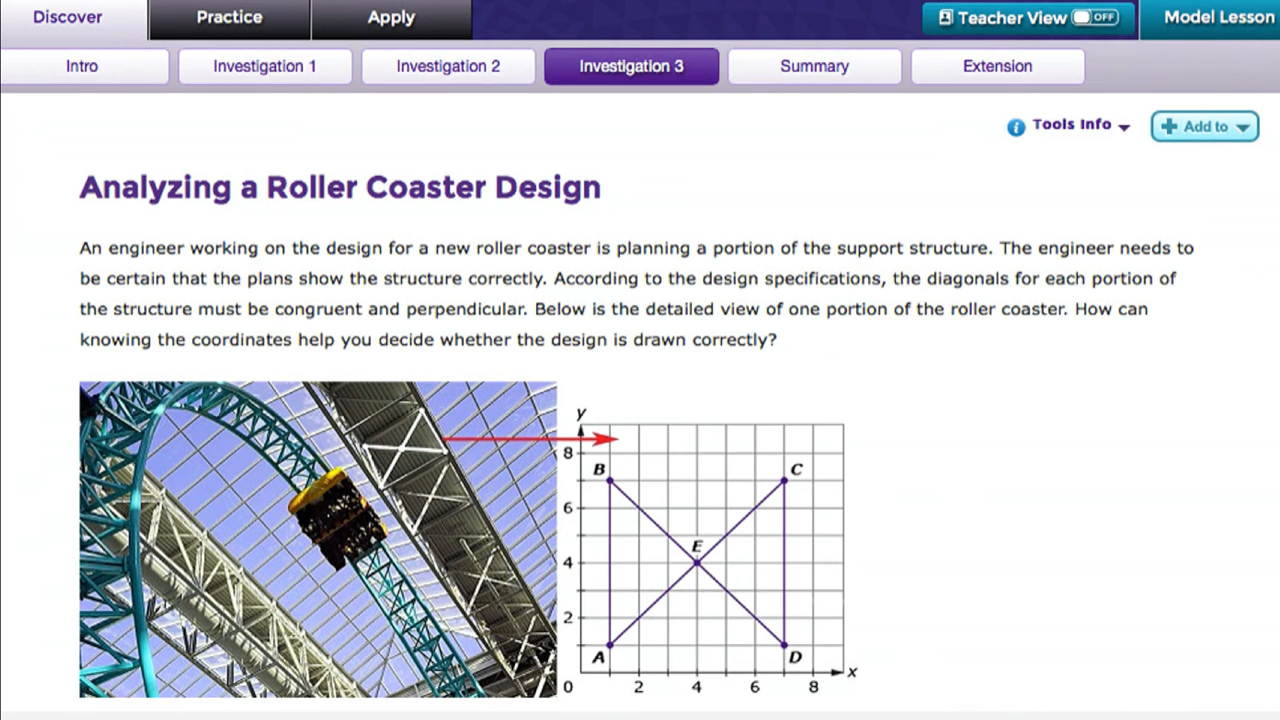 Discover
Practice
Apply
Teacher View OFF
Model Lesson
Intro
Investigation 1
Investigation 2
Investigation 3
Summary
Extension
i Tools Info
+ Add to
Analyzing a Roller Coaster Design
An engineer working on the design for a new roller coaster is planning a portion of the support structure. The engineer needs to
be certain that the plans show the structure correctly. According to the design specifications, the diagonals for each portion of
the structure must be congruent and perpendicular. Below is the detailed view of one portion of the roller coaster. How can
knowing the coordinates help you decide whether the design is drawn correctly?
y
8
B
C
6
E
4
2
A
D
x
0
2
4
6
8